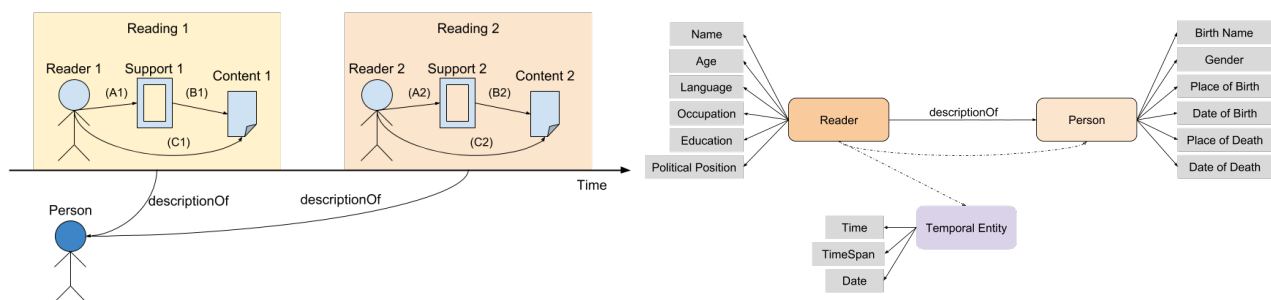 Reading 1
Reading 2
Reader 1
Support 1
Content 1
(A1)
(B1)
(C1)
Reader 2
Support 2
Content 2
(A2)
(B2)
(C2)
Time
descriptionOf
descriptionOf
Person
Name
Age
Language
Occupation
Education
Political Position
Reader
descriptionOf
Person
Birth Name
Gender
Place of Birth
Date of Birth
Place of Death
Date of Death
Time
TimeSpan
Date
Temporal Entity